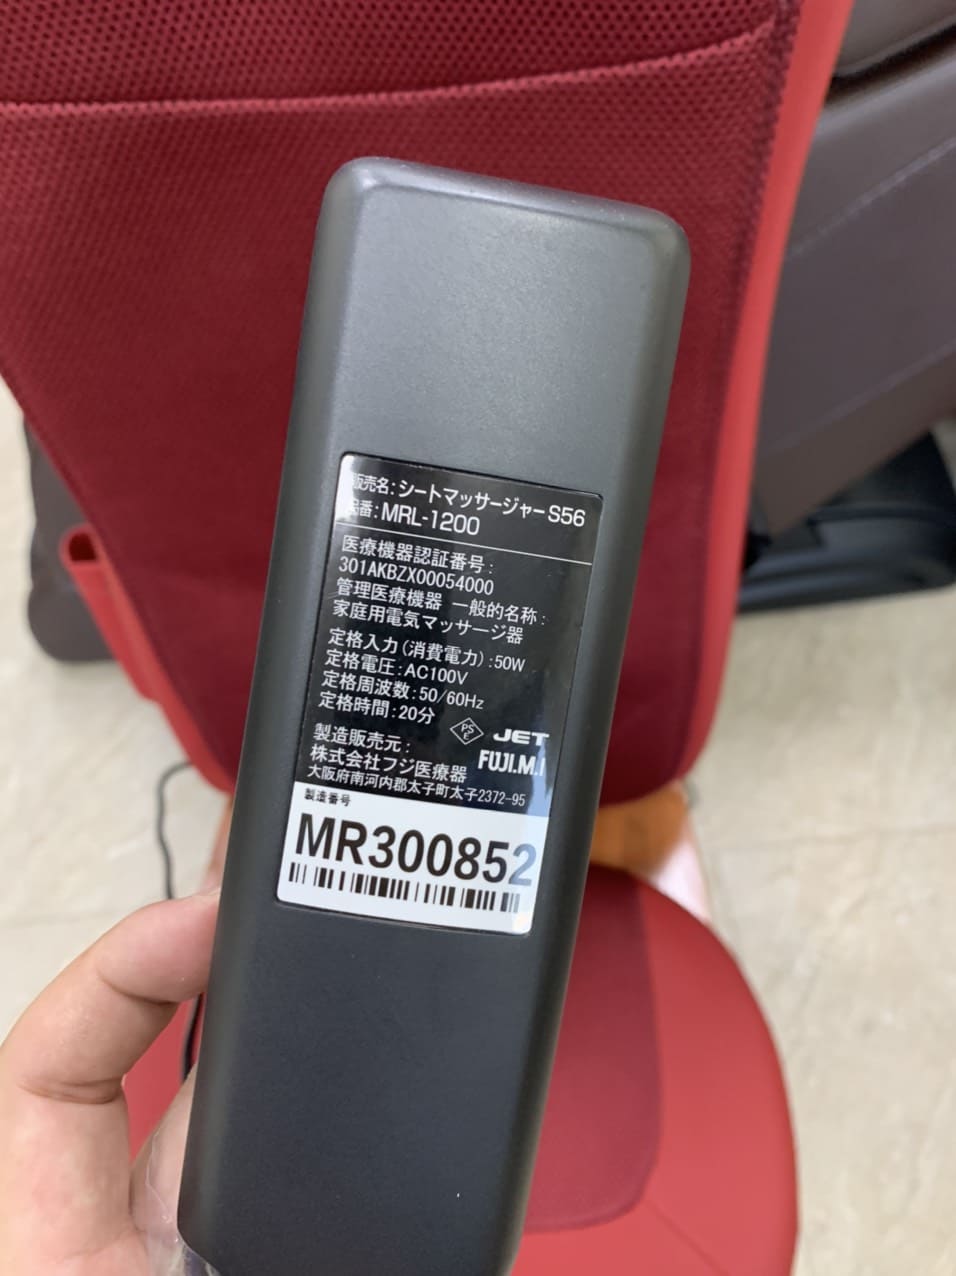 販売名:シートマッサージャー S56
品番:MRL-1200
医療機器認証番号:
301AKBZX00054000
管理医療機器 一般的名称:
家庭用電気マッサージ器
定格入力(消費電力):50W
定格電圧:AC100V
定格周波数:50/60Hz
定格時間:20分
PS
E
JET
製造販売元:
FUJI.M.I
株式会社フジ医療器
大阪府南河内郡太子町太子2372-95
製造番号
MR300852